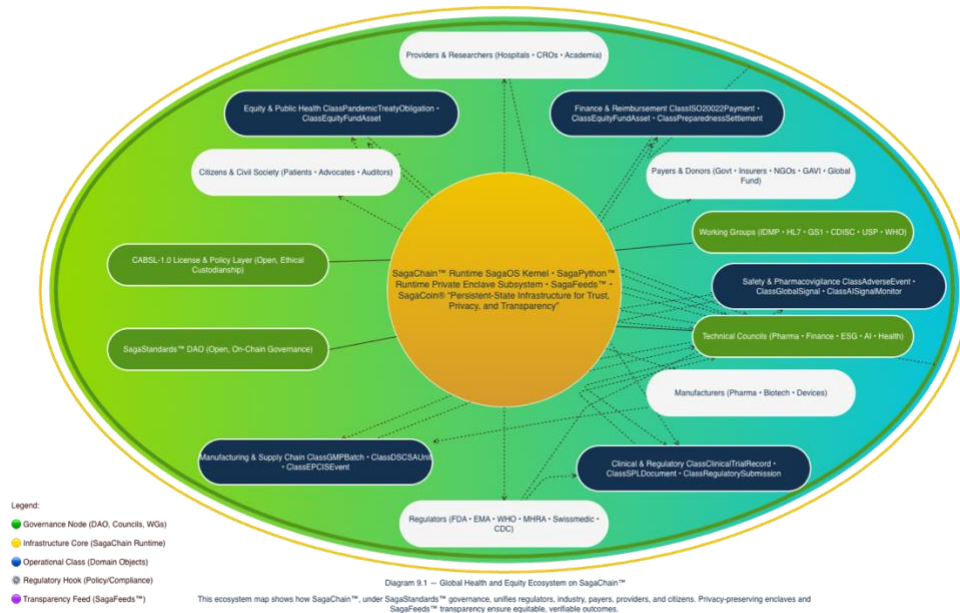 Providers & Researchers (Hospitals • CROs • Academia)
Equity & Public Health ClassPandemicTreatyObligation •
ClassEquityFundAsset
Finance & Reimbursement ClassISO20022Payment •
ClassEquityFundAsset • ClassPreparednessSettlement
Citizens & Civil Society (Patients • Advocates • Auditors)
Payers & Donors (Govt • Insurers • NGOs • GAVI • Global
Fund)
Working Groups (IDMP • HL7 • GS1 • CDISC • USP • WHO)
CABSL-1.0 License & Policy Layer (Open, Ethical
Custodianship)
SagaChain™ Runtime SagaOS Kernel • SagaPython™
Runtime Private Enclave Subsystem • SagaFeeds™ •
SagaCoin® "Persistent-State Infrastructure for Trust,
Privacy, and Transparency"
Safety & Pharmacovigilance ClassAdverseEvent •
ClassGlobalSignal • ClassAISignalMonitor
SagaStandards™ DAO (Open, On-Chain Governance)
Technical Councils (Pharma • Finance • ESG • AI • Health)
Manufacturers (Pharma • Biotech • Devices)
Manufacturing & Supply Chain ClassGMPBatch • ClassDSCSAUnit
• ClassEPCISEvent
Clinical & Regulatory ClassClinicalTrialRecord •
ClassSPLDocument • ClassRegulatorySubmission
Regulators (FDA • EMA • WHO • MHRA • Swissmedic •
CDC)
Legend:
Governance Node (DAO, Councils, WGs)
Infrastructure Core (SagaChain Runtime)
Operational Class (Domain Objects)
Regulatory Hook (Policy/Compliance)
Transparency Feed (SagaFeeds™)
Diagram 9.1 — Global Health and Equity Ecosystem on SagaChain™
This ecosystem map shows how SagaChain™, under SagaStandards™ governance, unifies regulators, industry, payers, providers, and citizens. Privacy-preserving enclaves and
SagaFeeds™ transparency ensure equitable, verifiable outcomes.